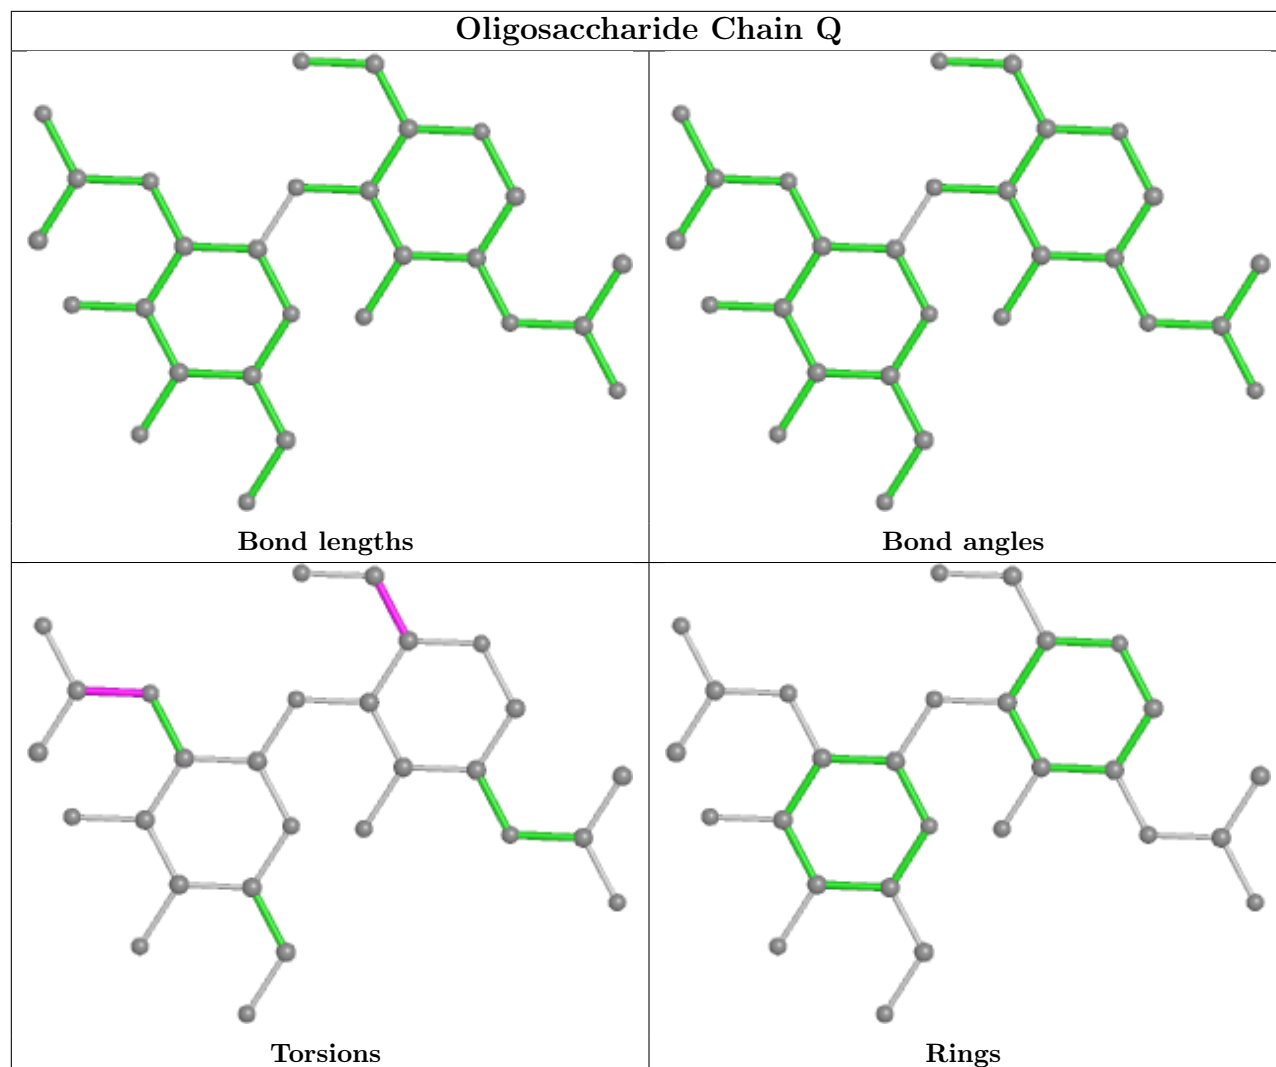 Oligosaccharide Chain Q
Bond lengths
Bond angles
Torsions
Rings